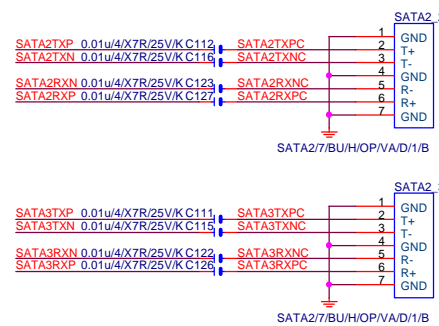 SATA2_
1 GND
SATA2TXP 0.01u/4/X7R/25V/K C112 SATA2TXPC 2 T+
SATA2TXN 0.01u/4/X7R/25V/K C116 SATA2TXNC 3 T-
4 GND
SATA2RXN 0.01u/4/X7R/25V/K C123 SATA2RXNC 5 R-
SATA2RXP 0.01u/4/X7R/25V/K C127 SATA2RXPC 6 R+
7 GND
SATA2/7/BU/H/OP/VA/D/1/B
SATA2_
1 GND
SATA3TXP 0.01u/4/X7R/25V/K C111 SATA3TXPC 2 T+
SATA3TXN 0.01u/4/X7R/25V/K C115 SATA3TXNC 3 T-
4 GND
SATA3RXN 0.01u/4/X7R/25V/K C122 SATA3RXNC 5 R-
SATA3RXP 0.01u/4/X7R/25V/K C126 SATA3RXPC 6 R+
7 GND
SATA2/7/BU/H/OP/VA/D/1/B